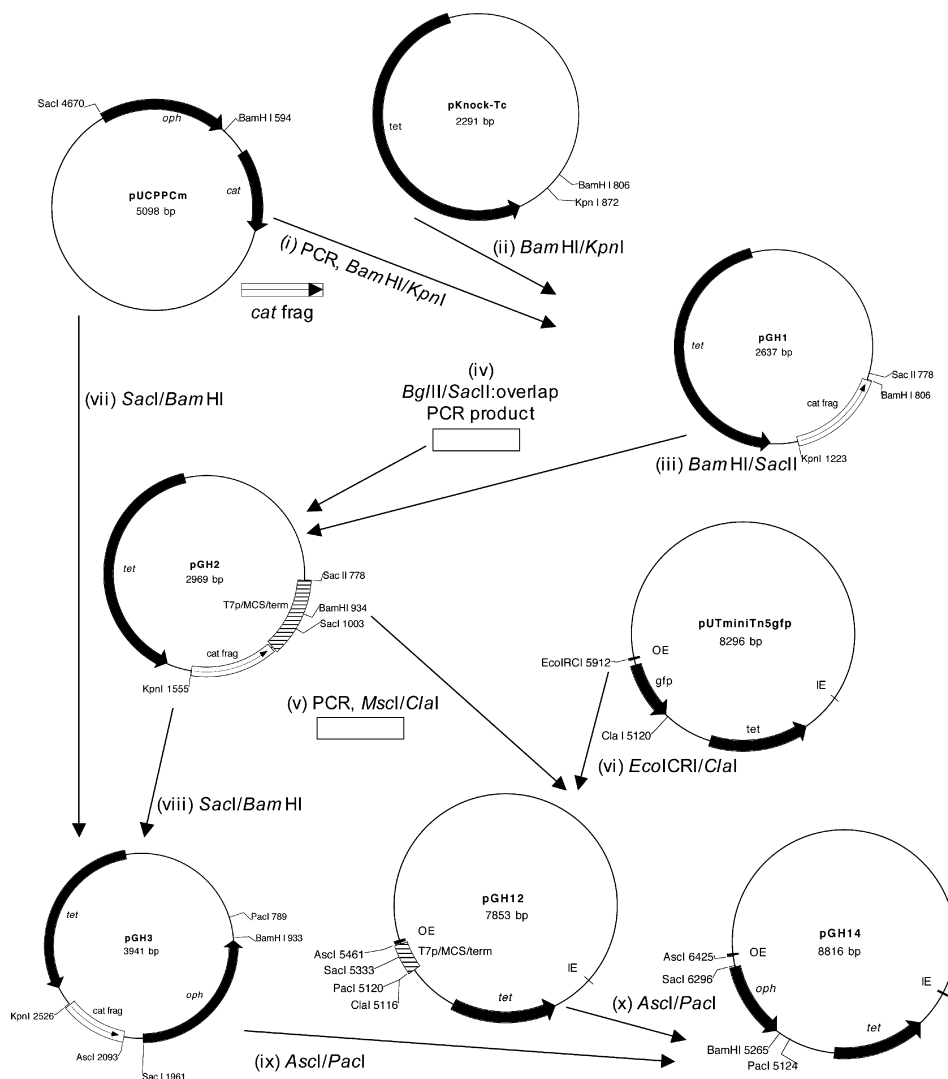 SacI 4670
oph
BamH I 594
cat
pUCPPCm
5098 bp
cat frag
pKnock-Tc
2291 bp
tet
BamH I 806
Kpn I 872
(i) PCR, BamHI/KpnI
(ii) BamHI/KpnI
pGH1
2637 bp
tet
Sac II 778
BamH I 806
cat frag
KpnI 1223
(iii) BamHI/SacII
(iv)
BglII/SacII:overlap
PCR product
(vii) SacI/BamHI
pGH2
2969 bp
tet
Sac II 778
T7p/MCS/term
BamHI 934
SacI 1003
cat frag
KpnI 1555
(v) PCR, MscI/ClaI
pUTminiTn5gfp
8296 bp
OE
EcoIRCI 5912
gfp
IE
Cla I 5120
tet
(vi) EcoICRI/ClaI
(viii) SacI/BamHI
pGH3
3941 bp
tet
PacI 789
BamH I 933
oph
cat frag
KpnI 2526
AscI 2093
Sac I 1961
(ix) AscI/PacI
pGH12
7853 bp
OE
AscI 5461
T7p/MCS/term
SacI 5333
PacI 5120
ClaI 5116
IE
tet
(x) AscI/PacI
pGH14
8816 bp
AscI 6425
OE
SacI 6296
oph
IE
BamHI 5265
PacI 5124
tet